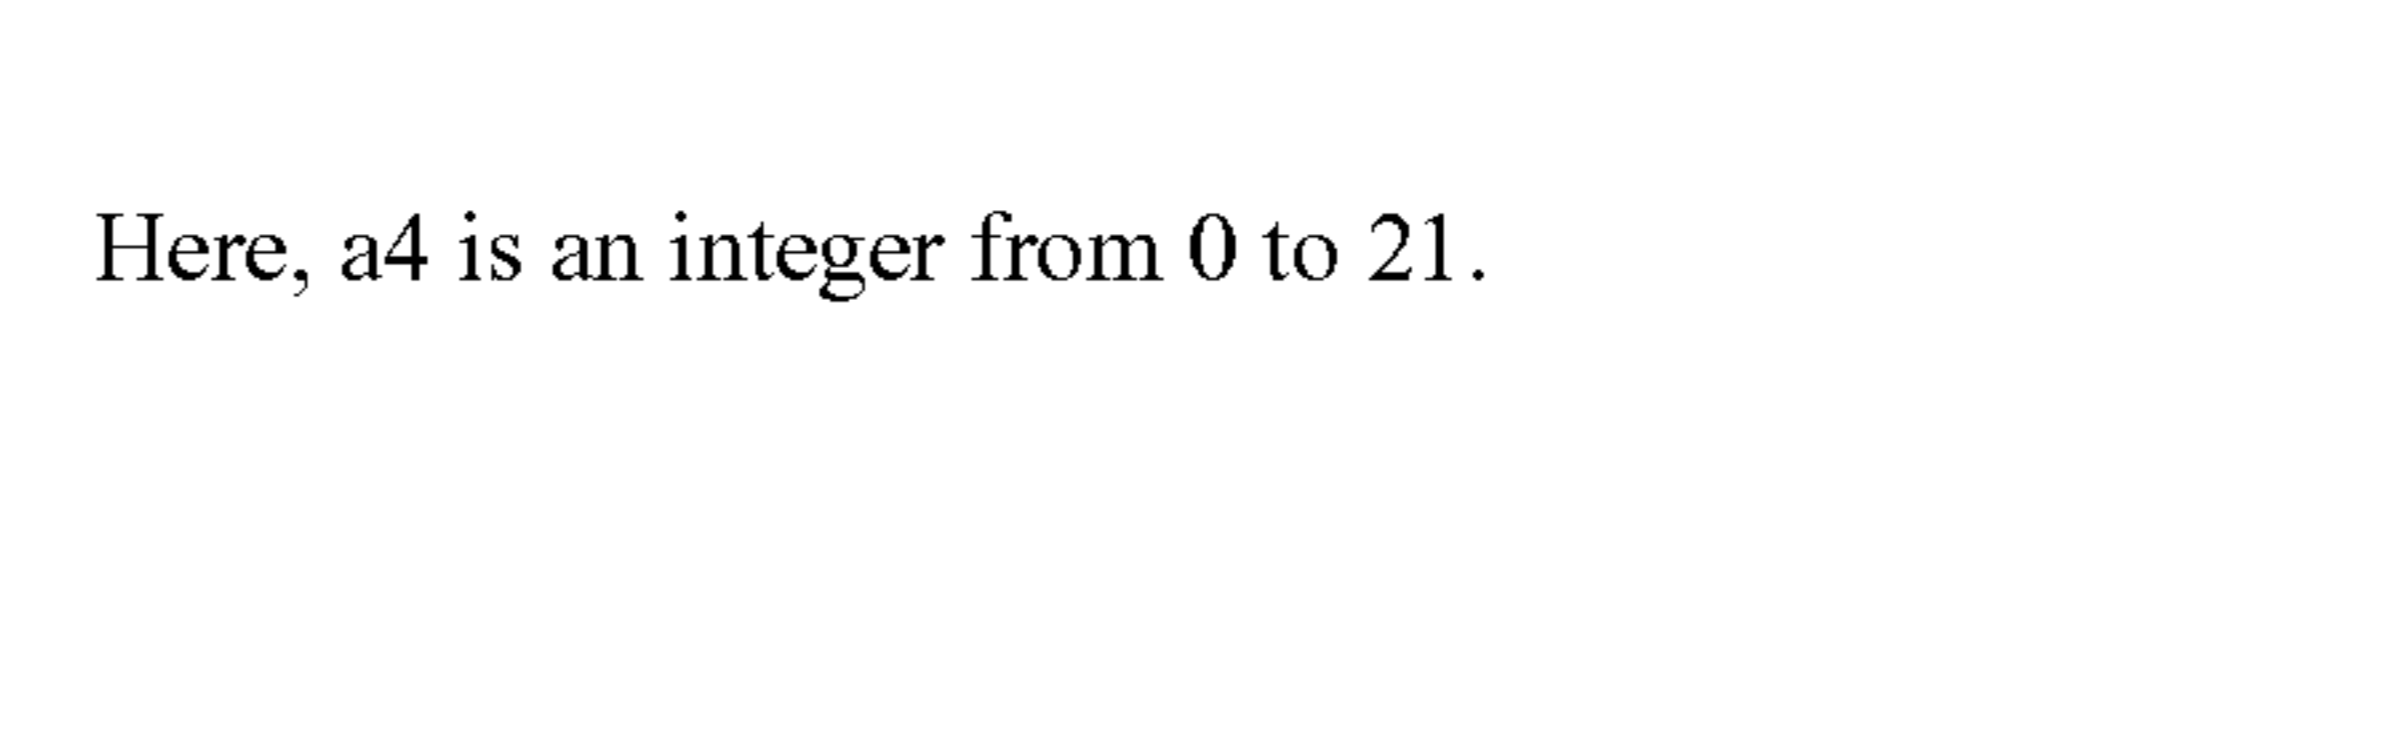 Here, a4 is an integer from 0 to 21.